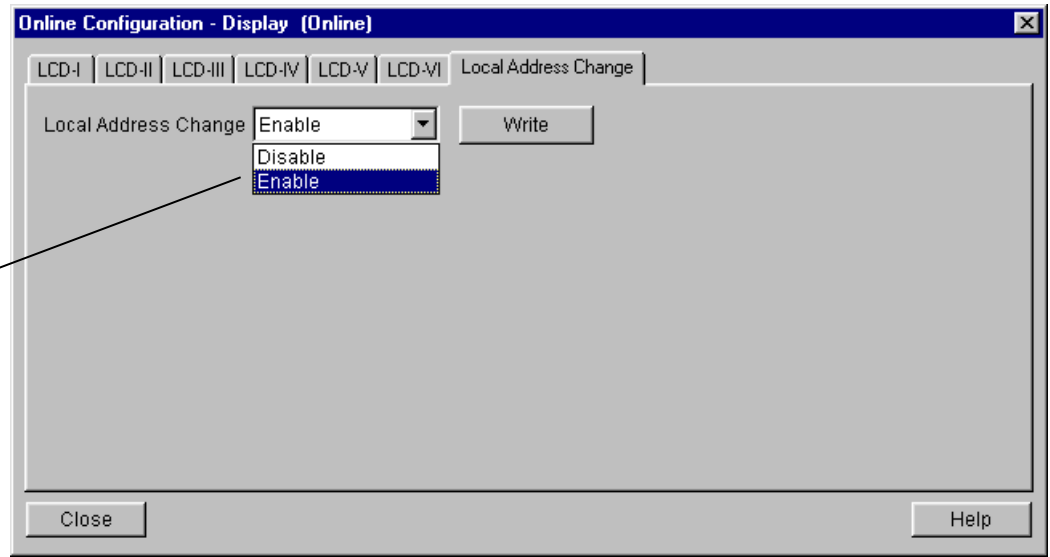 Online Configuration - Display (Online)
LCD-I LCD-II LCD-III LCD-IV LCD-V LCD-VI Local Address Change
Local Address Change Enable Write
Disable
Enable
Close Help